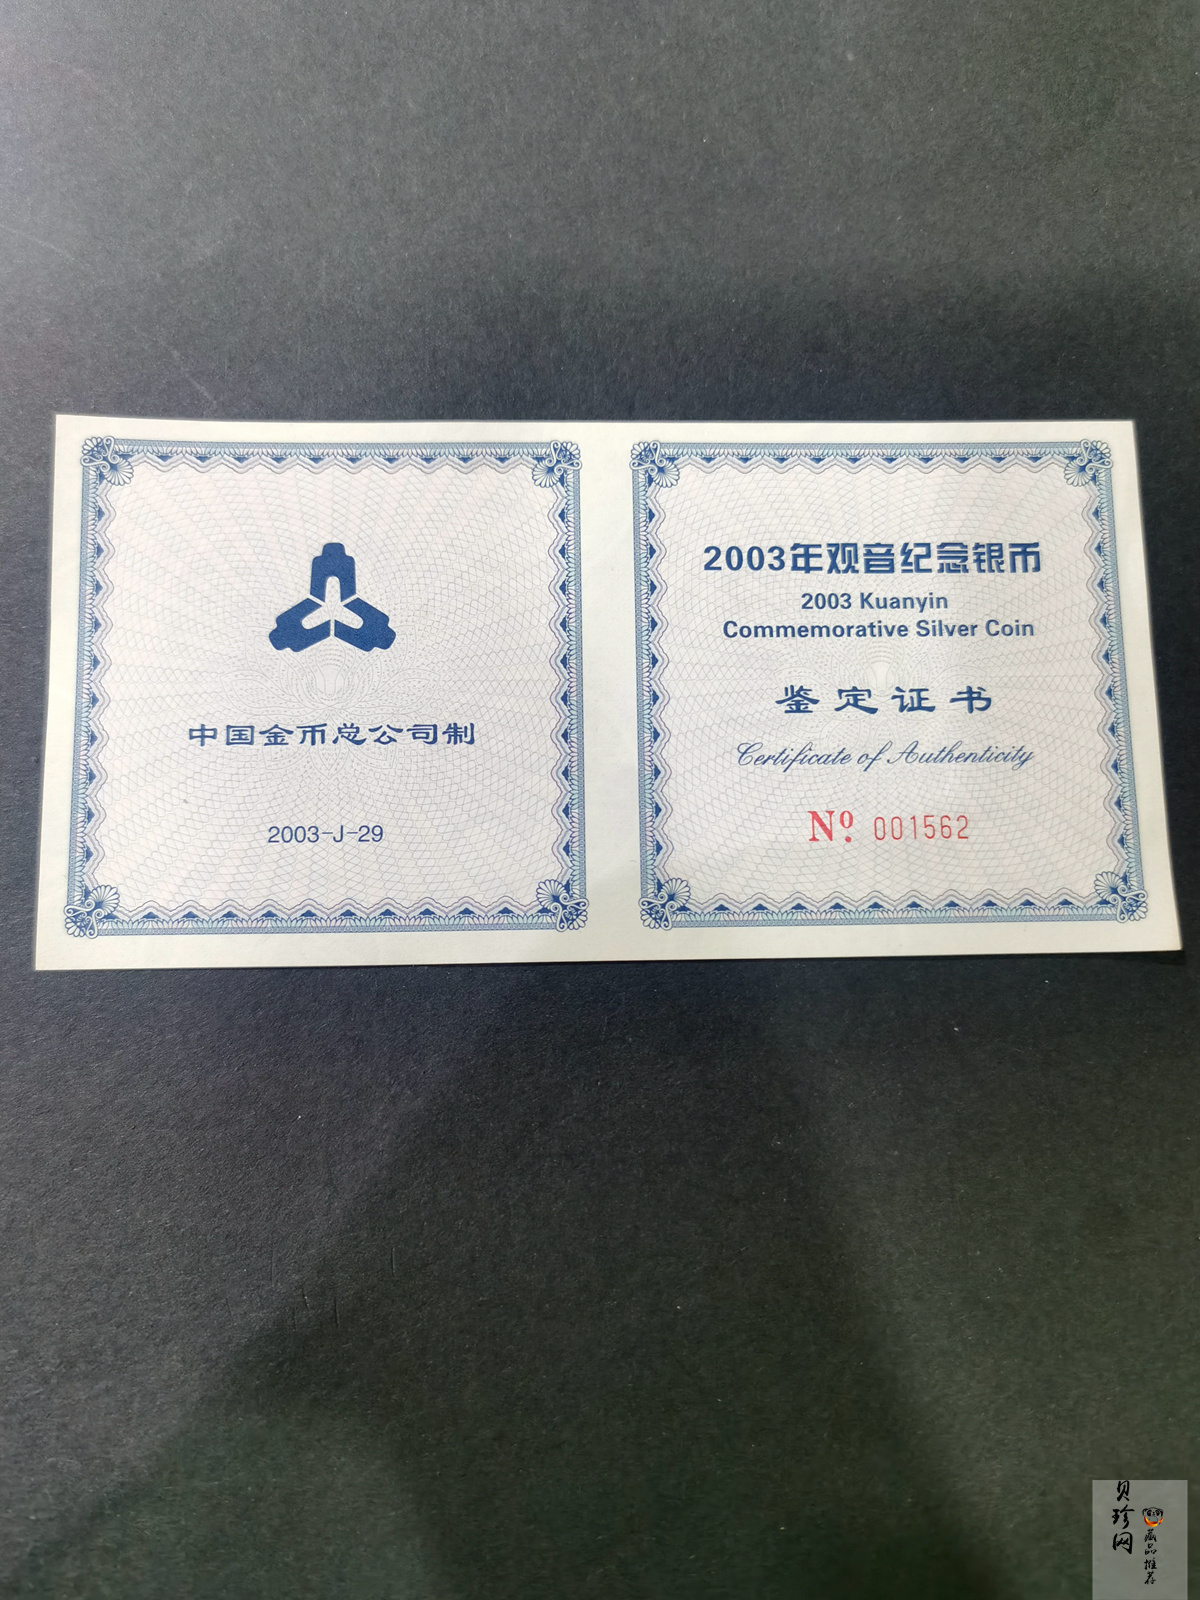 中国金币总公司制
2003-J-29
2003年观音纪念银币
2003 Kuanyin
Commemorative Silver Coin
鉴定证书
Certificate of Authenticity
Nº. 001562
贝珍网
藏品推荐